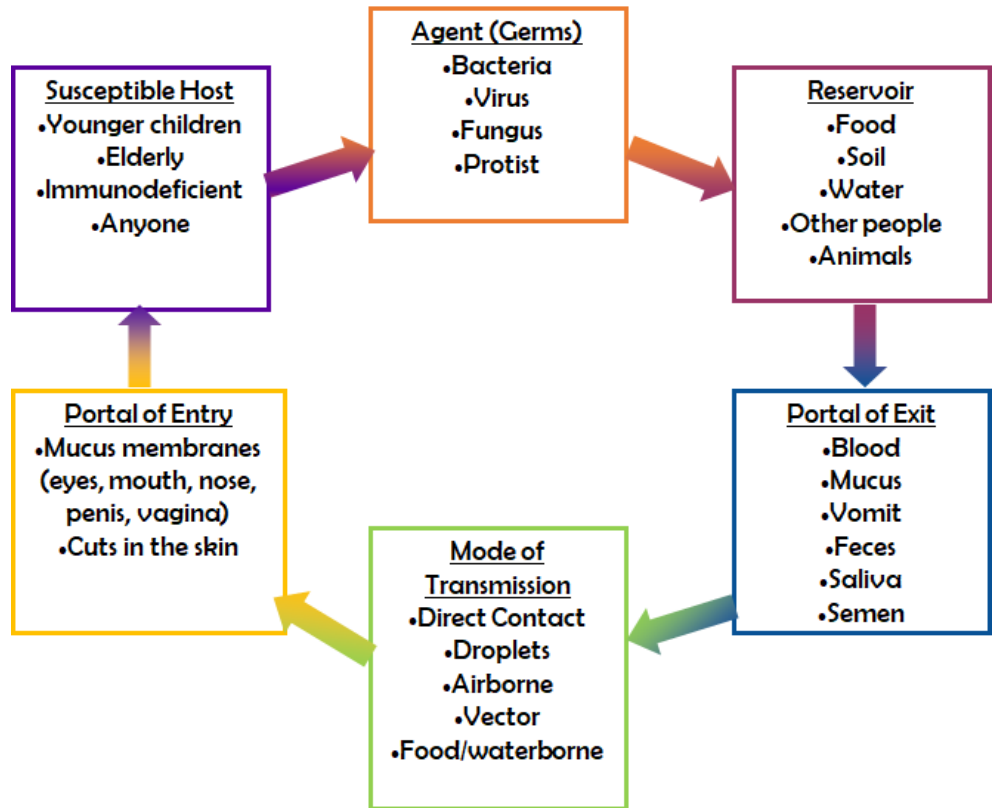 Agent (Germs)
•Bacteria
•Virus
•Fungus
•Protist
Reservoir
•Food
•Soil
•Water
•Other people
•Animals
Portal of Exit
•Blood
•Mucus
•Vomit
•Feces
•Saliva
•Semen
Mode of
Transmission
•Direct Contact
•Droplets
•Airborne
•Vector
•Food/waterborne
Portal of Entry
•Mucus membranes
(eyes, mouth, nose,
penis, vagina)
•Cuts in the skin
Susceptible Host
•Younger children
•Elderly
•Immunodeficient
•Anyone